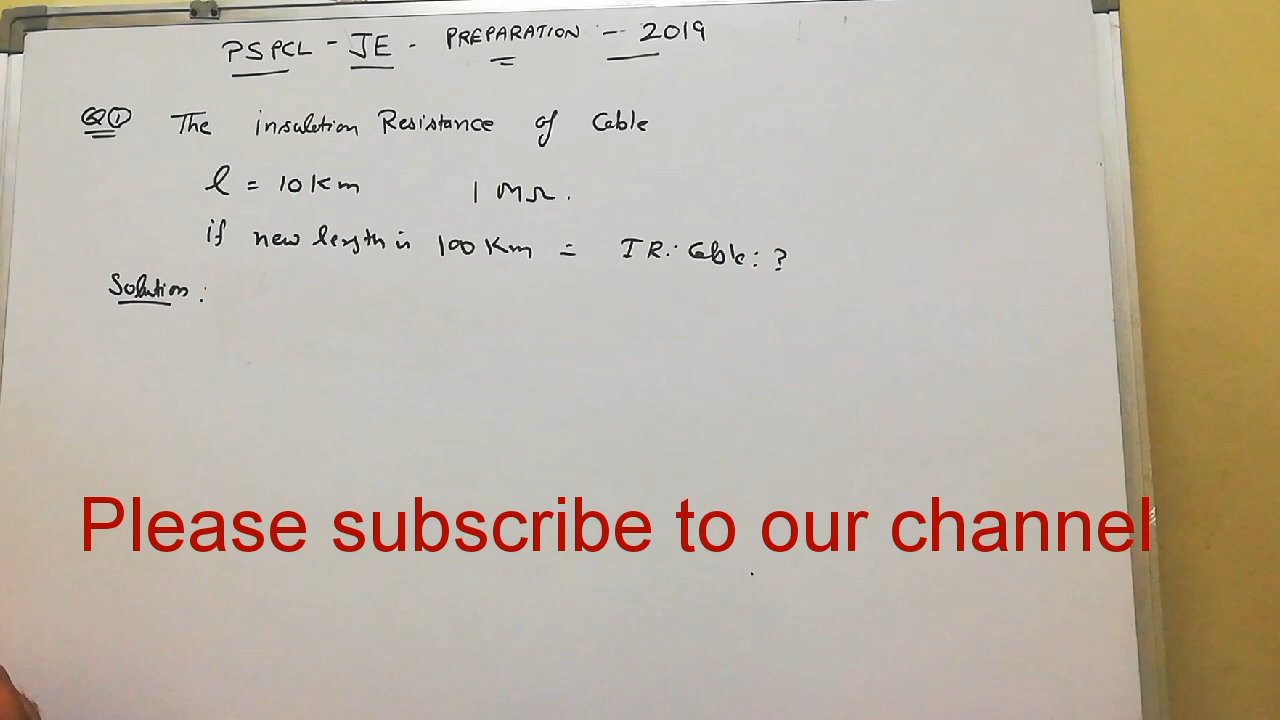 PSPCL - JE - PREPARATION - 2019
Q① The insulation Resistance of Cable
l = 10 Km 1 MΩ.
if new length is 100 Km = I R. Cable: ?
Solution:
Please subscribe to our channel